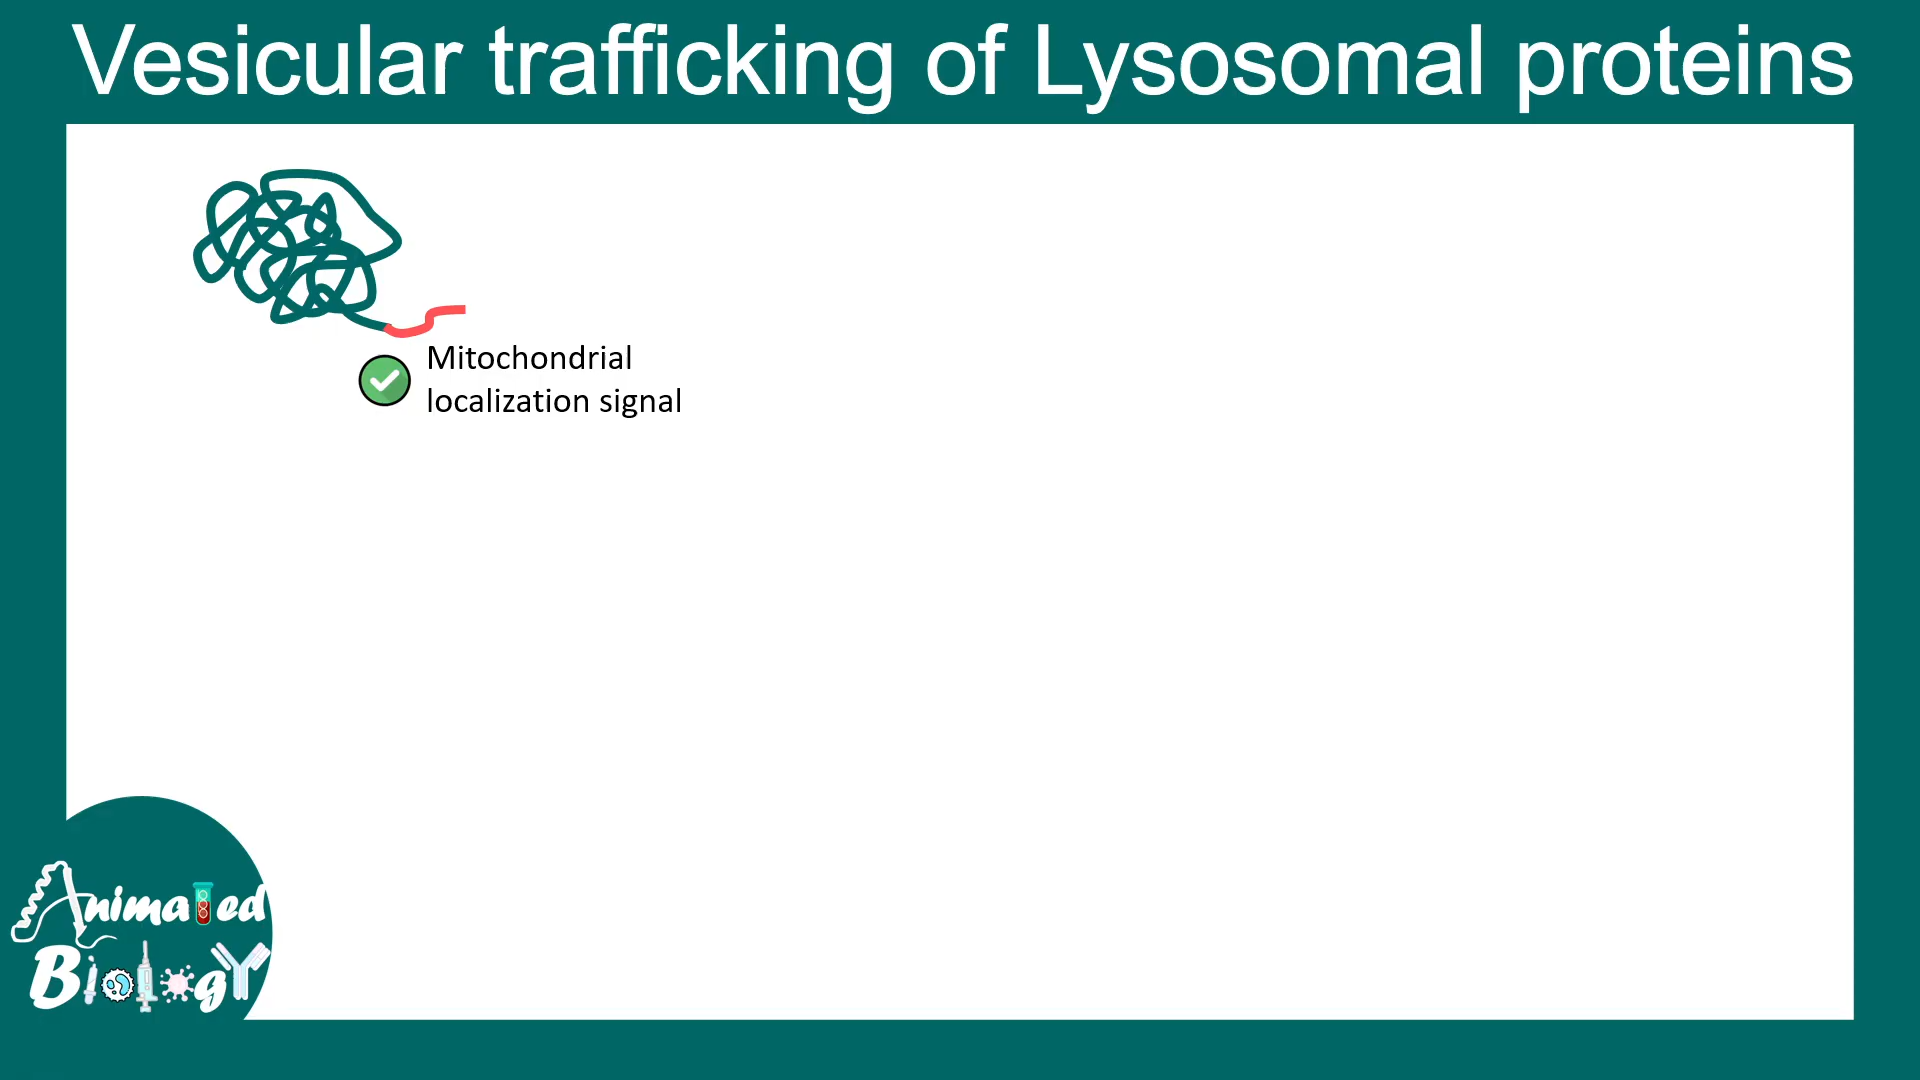 Vesicular trafficking of Lysosomal proteins
Mitochondrial
localization signal
Animated
Biology